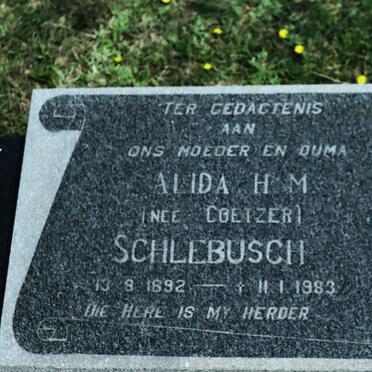 TER GEDAGTENIS
AAN
ONS MOEDER EN OUMA
ALIDA H M
(NEE COETZER)
SCHLEBUSCH
* 13.9.1892 — † 11.1.1983
DIE HERE IS MY HERDER